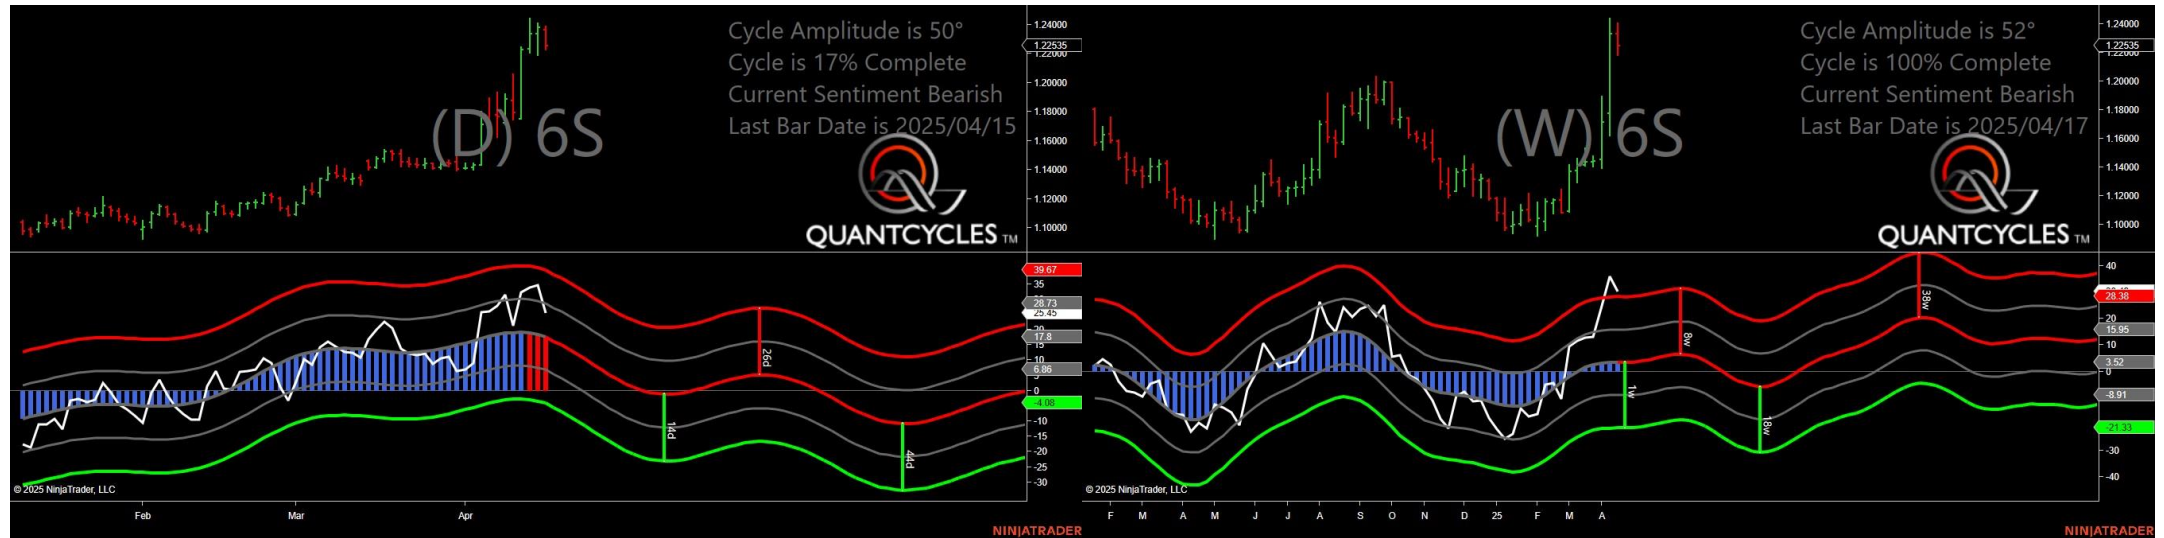 Cycle Amplitude is 50°
Cycle is 17% Complete
Current Sentiment Bearish
Last Bar Date is 2025/04/15
(D) 6S
QUANTCYCLES TM
1.24000
1.22535
1.20000
1.18000
1.16000
1.14000
1.12000
1.10000
39.67
35
28.73
25.45
20
17.8
15
10
6.86
5
0
-4.08
-10
-15
-20
-25
-30
26d
14d
44d
© 2025 NinjaTrader, LLC
Feb Mar Apr
NINJATRADER
Cycle Amplitude is 52°
Cycle is 100% Complete
Current Sentiment Bearish
Last Bar Date is 2025/04/17
(W) 6S
QUANTCYCLES TM
1.24000
1.22535
1.20000
1.18000
1.16000
1.14000
1.12000
1.10000
40
28.38
20
15.95
10
3.52
0
-8.91
-21.33
-30
-40
8w
38w
1w
18w
© 2025 NinjaTrader, LLC
F M A M J J A S O N D 25 F M A
NINJATRADER